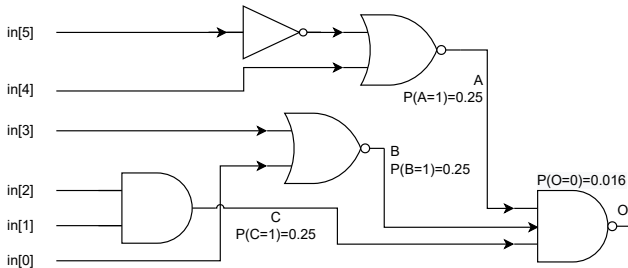 in[5]
in[4]
A
P(A=1)=0.25
in[3]
B
P(B=1)=0.25
in[2]
P(O=0)=0.016
O
C
in[1]
P(C=1)=0.25
in[0]